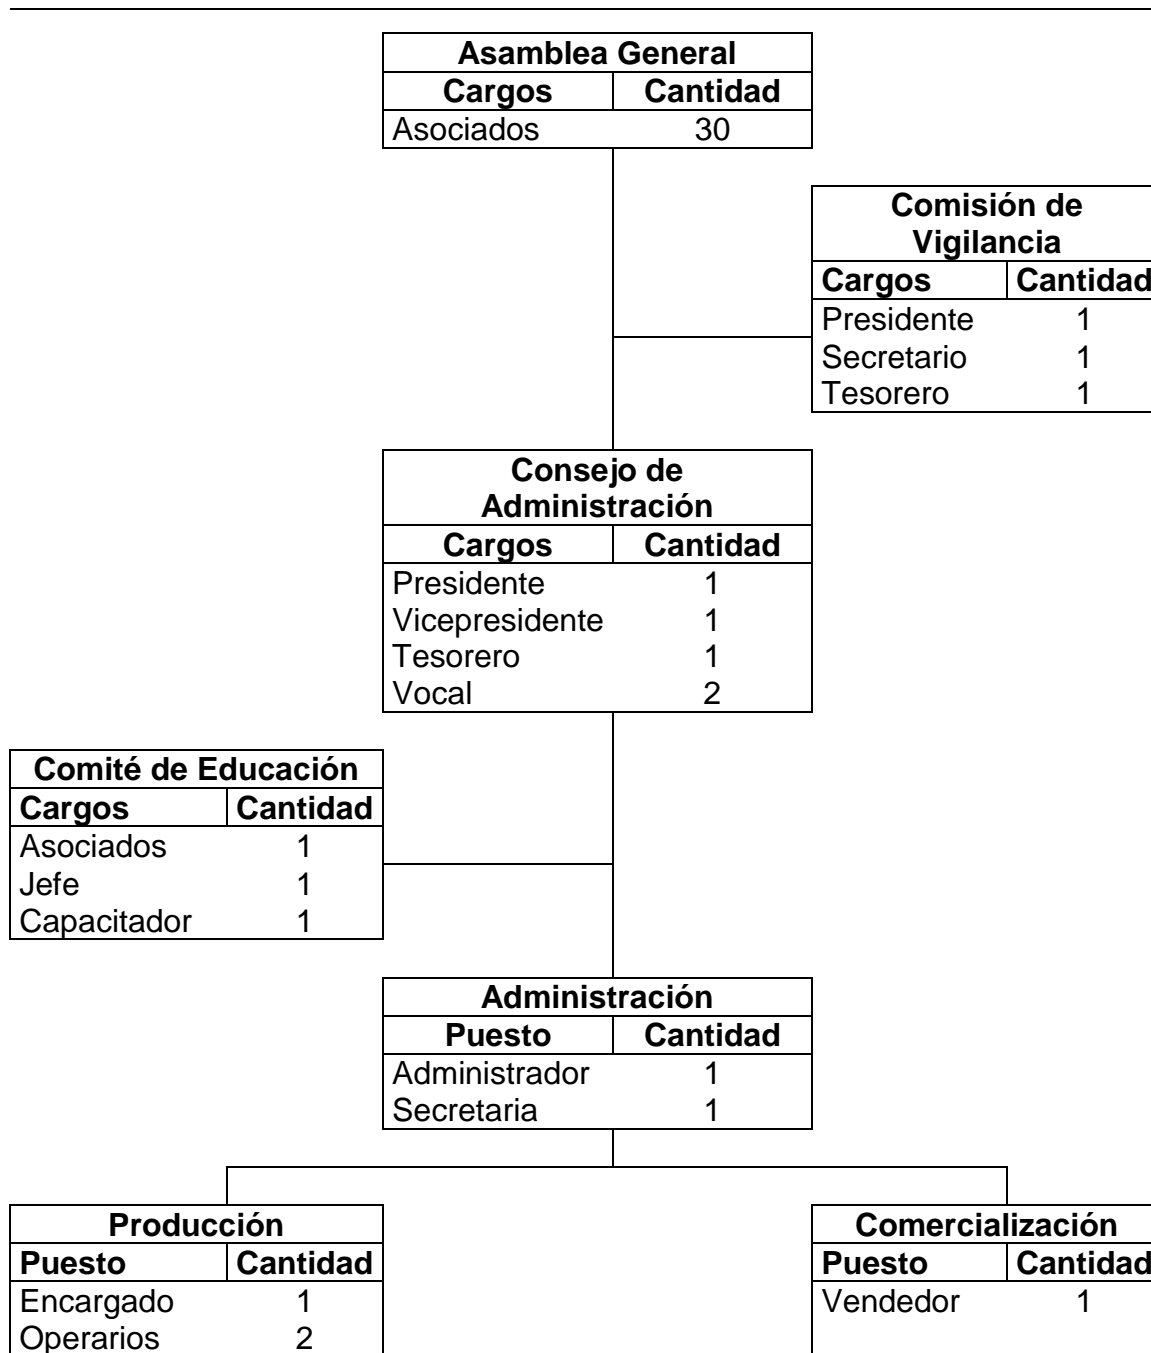 Asamblea General
Cargos Cantidad
Asociados 30
Comisión de
Vigilancia
Cargos Cantidad
Presidente 1
Secretario 1
Tesorero 1
Consejo de
Administración
Cargos Cantidad
Presidente 1
Vicepresidente 1
Tesorero 1
Vocal 2
Comité de Educación
Cargos Cantidad
Asociados 1
Jefe 1
Capacitador 1
Administración
Puesto Cantidad
Administrador 1
Secretaria 1
Producción
Puesto Cantidad
Encargado 1
Operarios 2
Comercialización
Puesto Cantidad
Vendedor 1